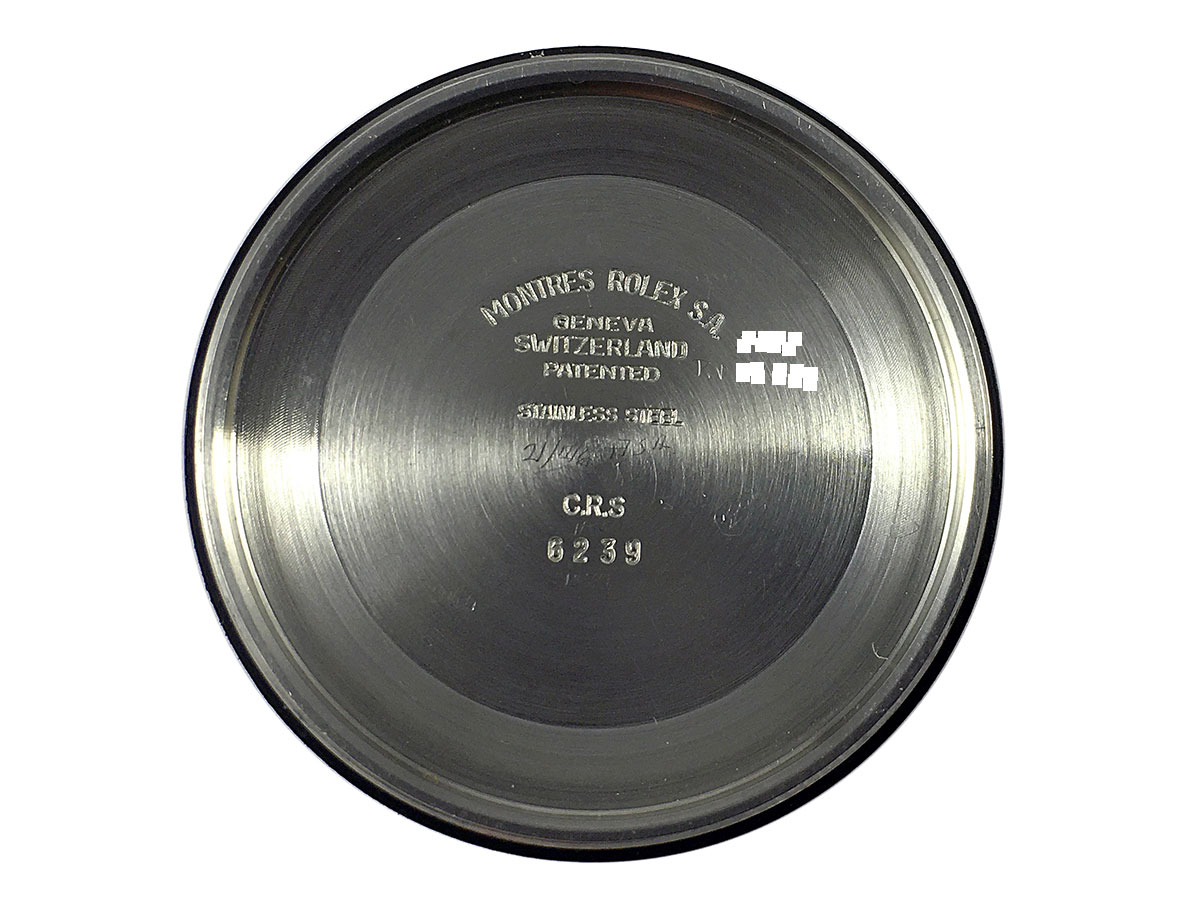 MONTRES ROLEX S.A.
GENEVA
SWITZERLAND
PATENTED
STAINLESS STEEL
C.R.S
6239